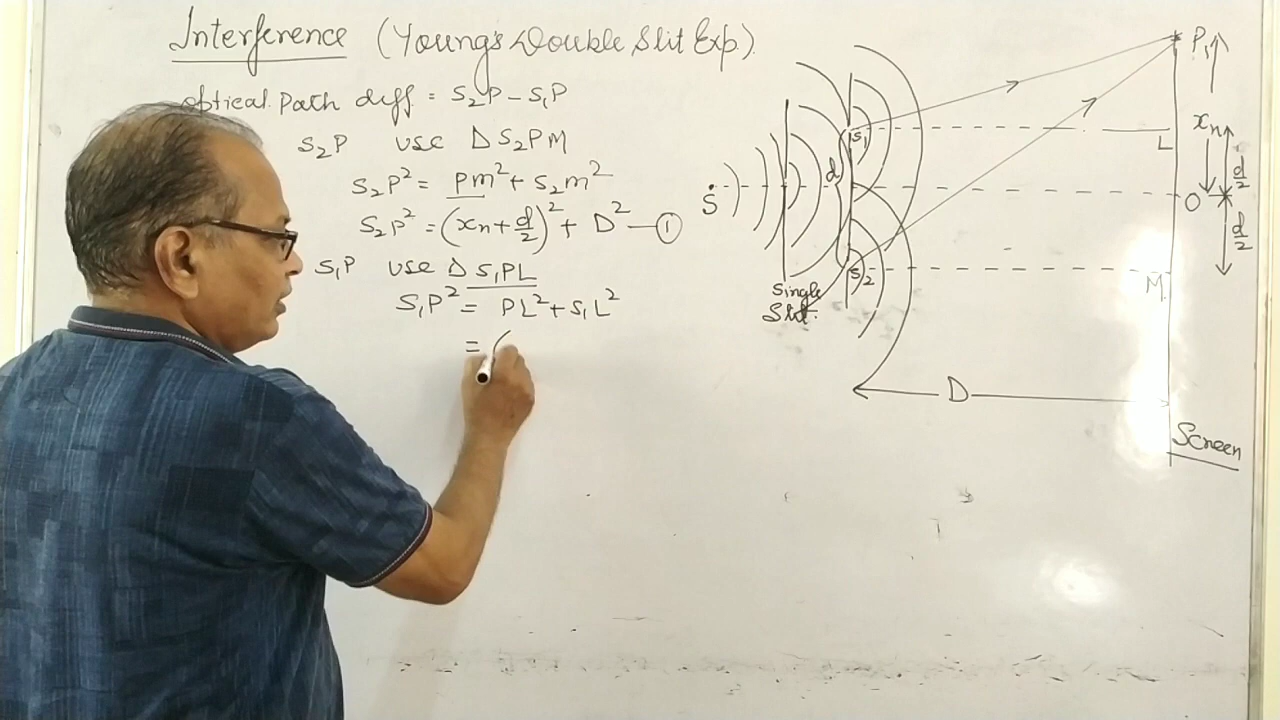 Interference (Young's Double Slit Exp.)
optical Path diff = S₂P - S₁P
S₂P use Δ S₂PM
S₂P² = Pm² + S₂m²
S₂P² = (xn + d/2)² + D² — ①
S₁P use Δ S₁PL
S₁P² = PL² + S₁L²
= (
P₁
xn
L
d/2
O
d/2
M
S
S₁
d
S₂
Single
Slit
D
Screen